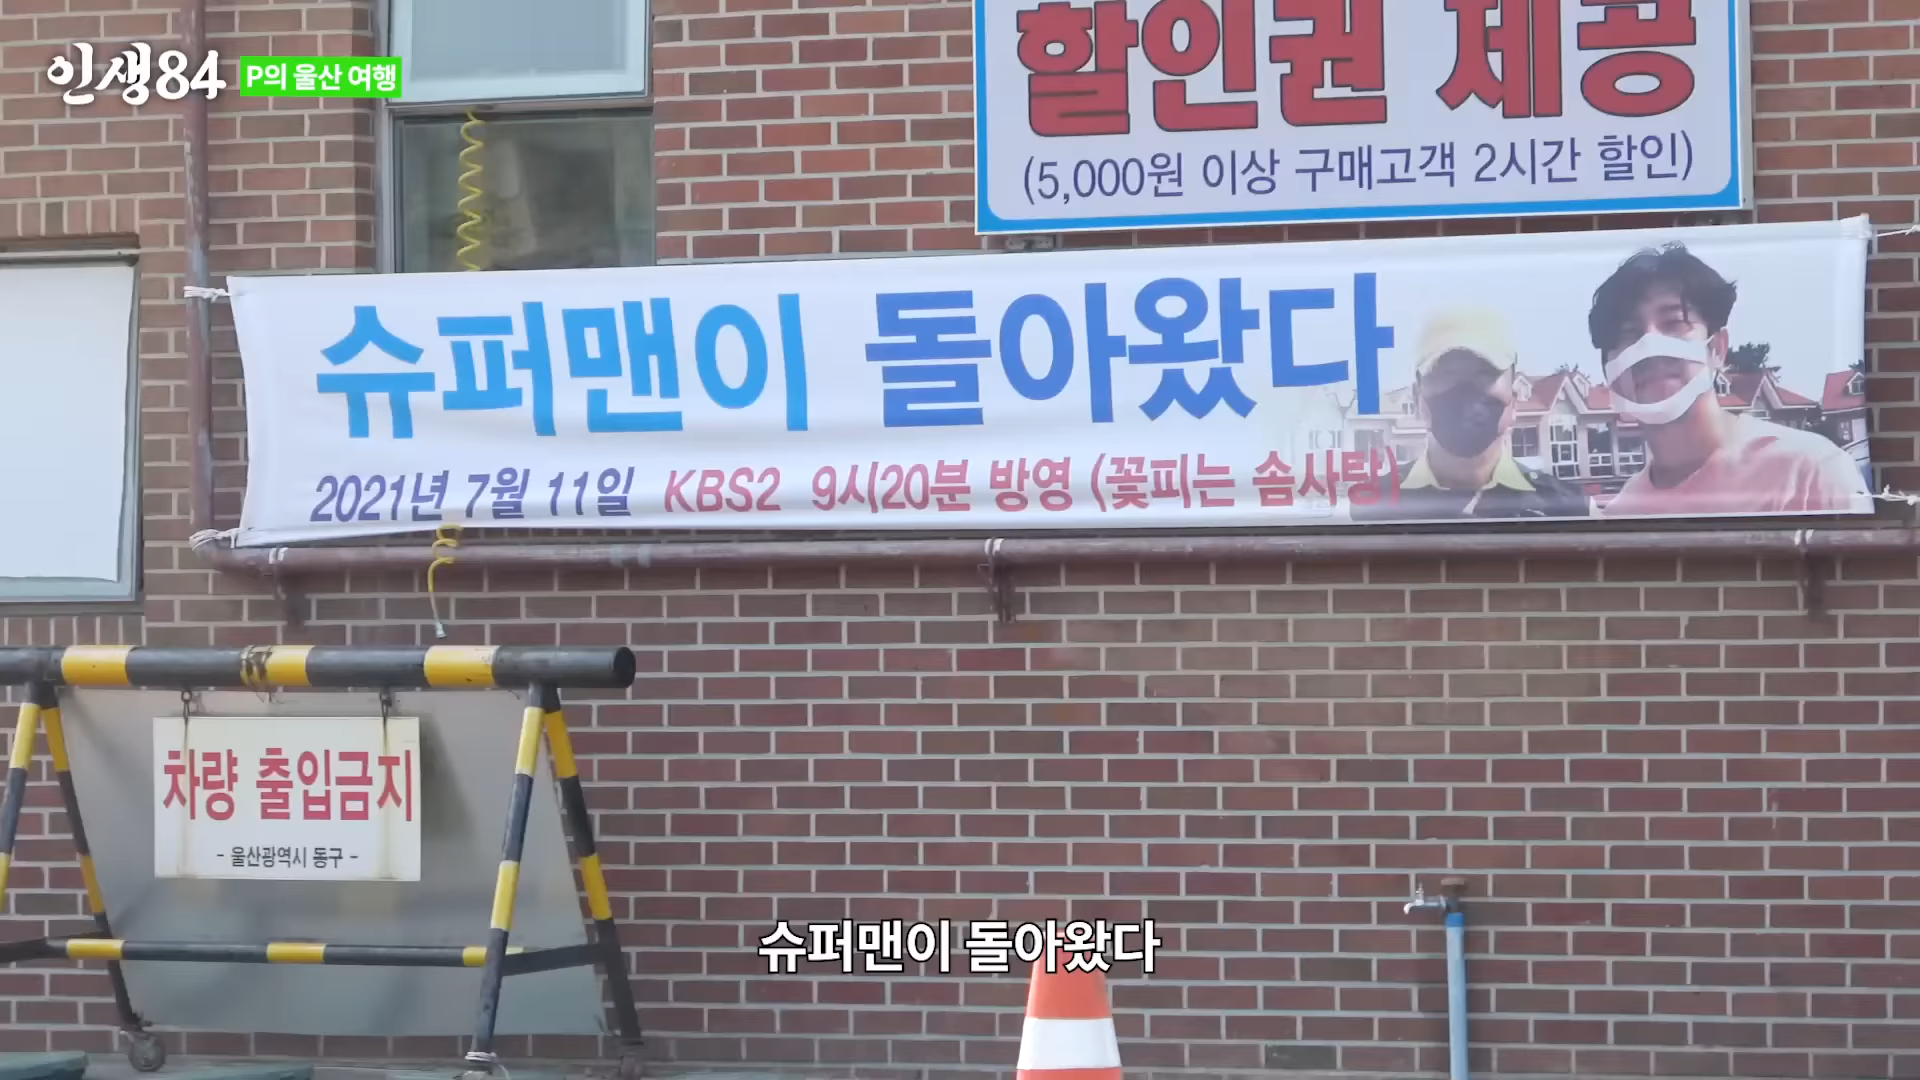 인생84 P의 울산 여행
할인권 제공
(5,000원 이상 구매고객 2시간 할인)
슈퍼맨이 돌아왔다
2021년 7월 11일 KBS2 9시20분 방영 (꽃피는 솜사탕)
차량 출입금지
- 울산광역시 동구 -
슈퍼맨이 돌아왔다